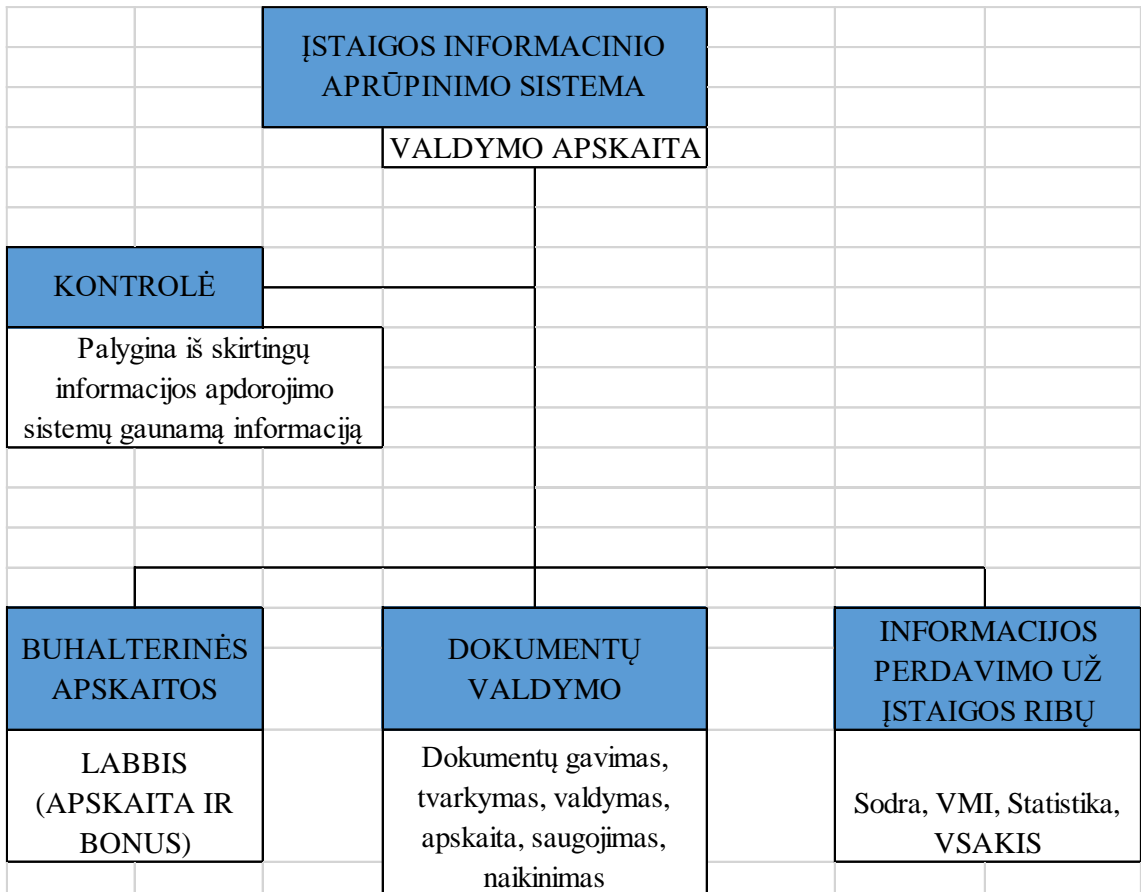 ĮSTAIGOS INFORMACINIO
APRŪPINIMO SISTEMA
VALDYMO APSKAITA
KONTROLĖ
Palygina iš skirtingų
informacijos apdorojimo
sistemų gaunamą informaciją
BUHALTERINĖS
APSKAITOS
LABBIS
(APSKAITA IR
BONUS)
DOKUMENTŲ
VALDYMO
Dokumentų gavimas,
tvarkymas, valdymas,
apskaita, saugojimas,
naikinimas
INFORMACIJOS
PERDAVIMO UŽ
ĮSTAIGOS RIBŲ
Sodra, VMI, Statistika,
VSAKIS